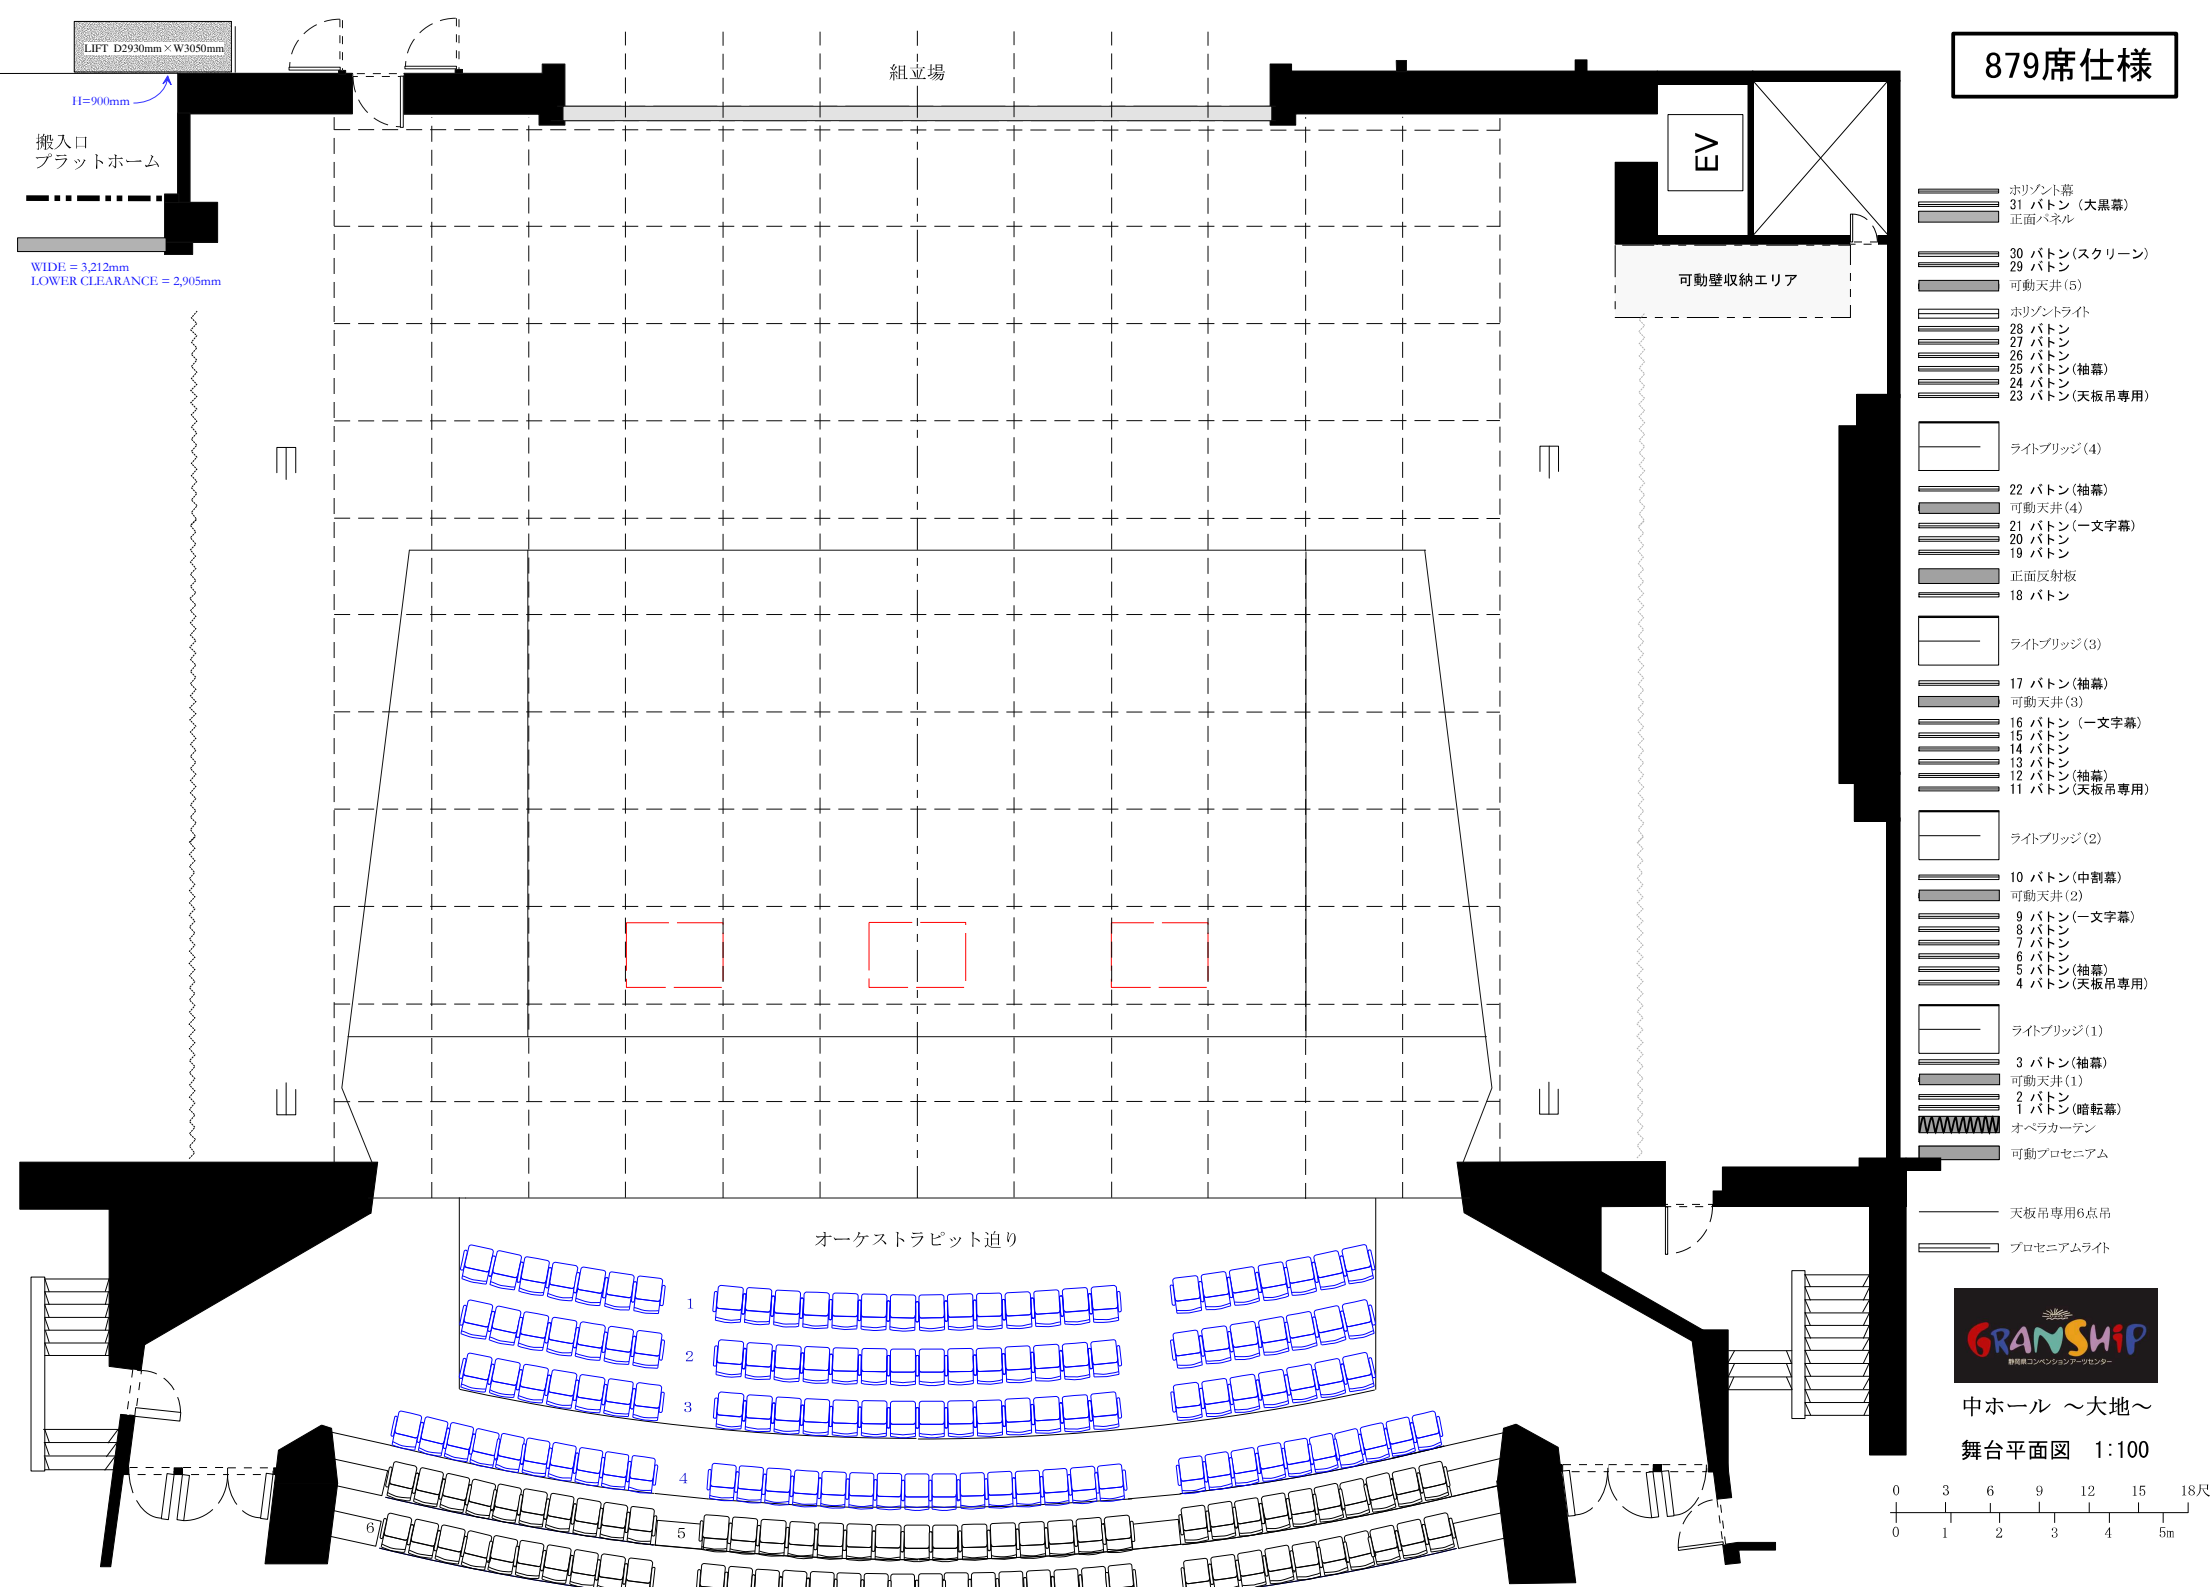 879席仕様
LIFT D2930mm×W3050mm
H=900mm
搬入口
プラットホーム
WIDE = 3,212mm
LOWER CLEARANCE = 2,905mm
組立場
EV
可動壁収納エリア
ホリゾント幕
31 バトン (大黒幕)
正面パネル
30 バトン(スクリーン)
29 バトン
可動天井(5)
ホリゾントライト
28 バトン
27 バトン
26 バトン
25 バトン(袖幕)
24 バトン
23 バトン(天板吊専用)
ライトブリッジ(4)
22 バトン(袖幕)
可動天井(4)
21 バトン(一文字幕)
20 バトン
19 バトン
正面反射板
18 バトン
ライトブリッジ(3)
17 バトン(袖幕)
可動天井(3)
16 バトン (一文字幕)
15 バトン
14 バトン
13 バトン
12 バトン(袖幕)
11 バトン(天板吊専用)
ライトブリッジ(2)
10 バトン(中割幕)
可動天井(2)
9 バトン(一文字幕)
8 バトン
7 バトン
6 バトン
5 バトン(袖幕)
4 バトン(天板吊専用)
ライトブリッジ(1)
3 バトン(袖幕)
可動天井(1)
2 バトン
1 バトン(暗転幕)
オペラカーテン
可動プロセニアム
天板吊専用6点吊
プロセニアムライト
オーケストラピット迫り
1
2
3
4
5
6
GRANSHIP
静岡県コンベンションアーツセンター
中ホール ～大地～
舞台平面図 1:100
0 3 6 9 12 15 18尺
0 1 2 3 4 5m